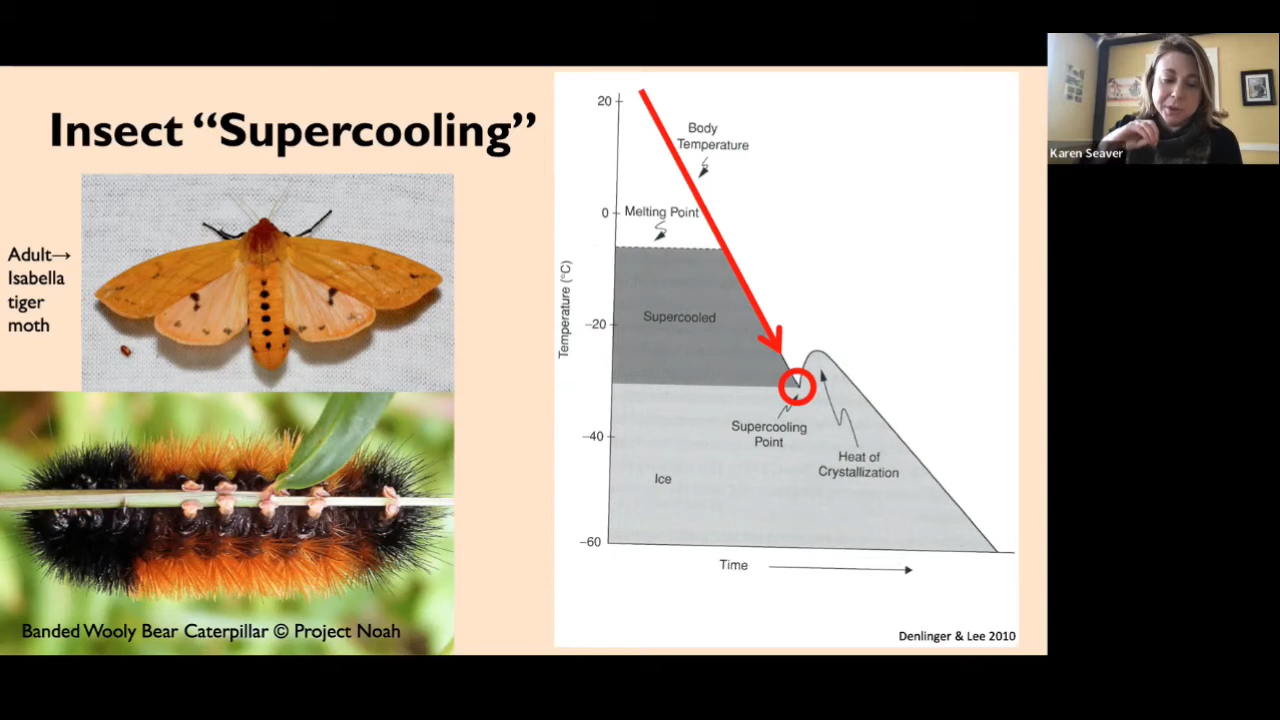 Insect “Supercooling”
Adult→
Isabella
tiger
moth
Banded Wooly Bear Caterpillar © Project Noah
20
0
−20
−40
−60
Temperature (°C)
Body
Temperature
Melting Point
Supercooled
Supercooling
Point
Heat of
Crystallization
Ice
Time
Denlinger & Lee 2010
Karen Seaver